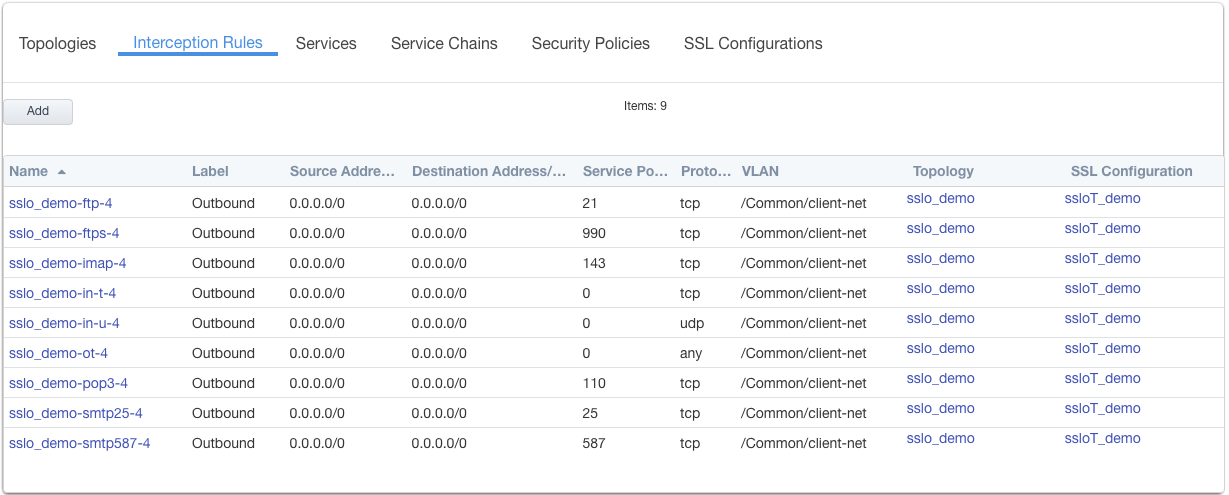 Topologies Interception Rules Services Service Chains Security Policies SSL Configurations
Add Items: 9
Name Label Source Addre... Destination Address/... Service Po... Proto... VLAN Topology SSL Configuration
sslo_demo-ftp-4 Outbound 0.0.0.0/0 0.0.0.0/0 21 tcp /Common/client-net sslo_demo ssloT_demo
sslo_demo-ftps-4 Outbound 0.0.0.0/0 0.0.0.0/0 990 tcp /Common/client-net sslo_demo ssloT_demo
sslo_demo-imap-4 Outbound 0.0.0.0/0 0.0.0.0/0 143 tcp /Common/client-net sslo_demo ssloT_demo
sslo_demo-in-t-4 Outbound 0.0.0.0/0 0.0.0.0/0 0 tcp /Common/client-net sslo_demo ssloT_demo
sslo_demo-in-u-4 Outbound 0.0.0.0/0 0.0.0.0/0 0 udp /Common/client-net sslo_demo ssloT_demo
sslo_demo-ot-4 Outbound 0.0.0.0/0 0.0.0.0/0 0 any /Common/client-net sslo_demo ssloT_demo
sslo_demo-pop3-4 Outbound 0.0.0.0/0 0.0.0.0/0 110 tcp /Common/client-net sslo_demo ssloT_demo
sslo_demo-smtp25-4 Outbound 0.0.0.0/0 0.0.0.0/0 25 tcp /Common/client-net sslo_demo ssloT_demo
sslo_demo-smtp587-4 Outbound 0.0.0.0/0 0.0.0.0/0 587 tcp /Common/client-net sslo_demo ssloT_demo